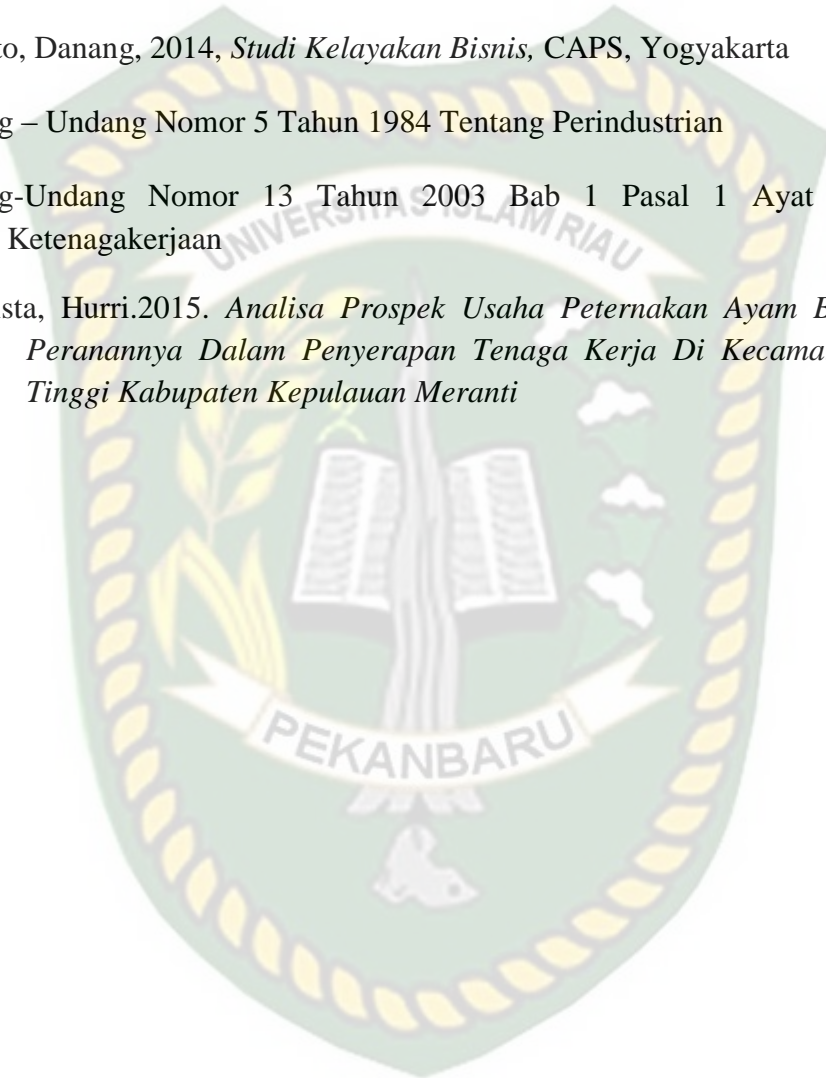 to, Danang, 2014, Studi Kelayakan Bisnis, CAPS, Yogyakarta
g – Undang Nomor 5 Tahun 1984 Tentang Perindustrian
g-Undang Nomor 13 Tahun 2003 Bab 1 Pasal 1 Ayat
Ketenagakerjaan
sta, Hurri.2015. Analisa Prospek Usaha Peternakan Ayam B
Peranannya Dalam Penyerapan Tenaga Kerja Di Kecama
Tinggi Kabupaten Kepulauan Meranti
UNIVERSITAS ISLAM RIAU
PEKANBARU